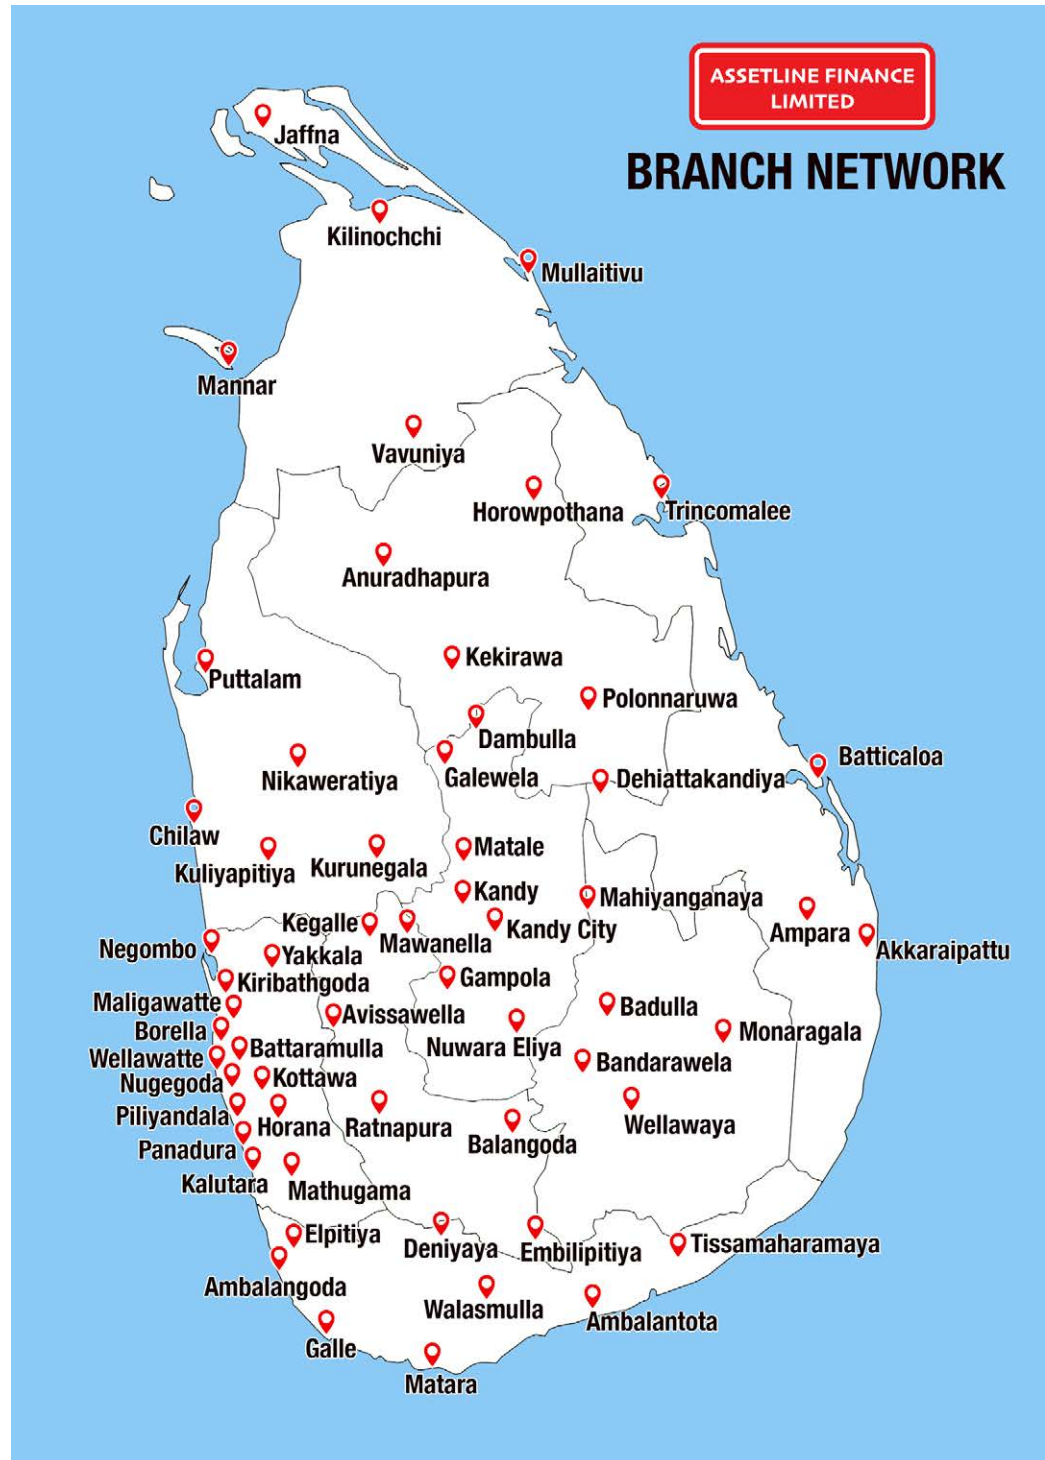 ASSETLINE FINANCE
LIMITED
BRANCH NETWORK
Jaffna
Kilinochchi
Mullaitivu
Mannar
Vavuniya
Horowpothana
Trincomalee
Anuradhapura
Kekirawa
Puttalam
Polonnaruwa
Dambulla
Batticaloa
Nikaweratiya
Galewela
Dehiattakandiya
Chilaw
Matale
Kuliyapitiya
Kurunegala
Kandy
Mahiyanganaya
Kegalle
Mawanella
Kandy City
Ampara
Akkaraipattu
Negombo
Yakkala
Kiribathgoda
Gampola
Maligawatte
Avissawella
Badulla
Borella
Battaramulla
Nuwara Eliya
Monaragala
Wellawatte
Bandarawela
Nugegoda
Kottawa
Piliyandala
Horana
Ratnapura
Balangoda
Wellawaya
Panadura
Kalutara
Mathugama
Elpitiya
Deniyaya
Embilipitiya
Tissamaharamaya
Ambalangoda
Walasmulla
Ambalantota
Galle
Matara